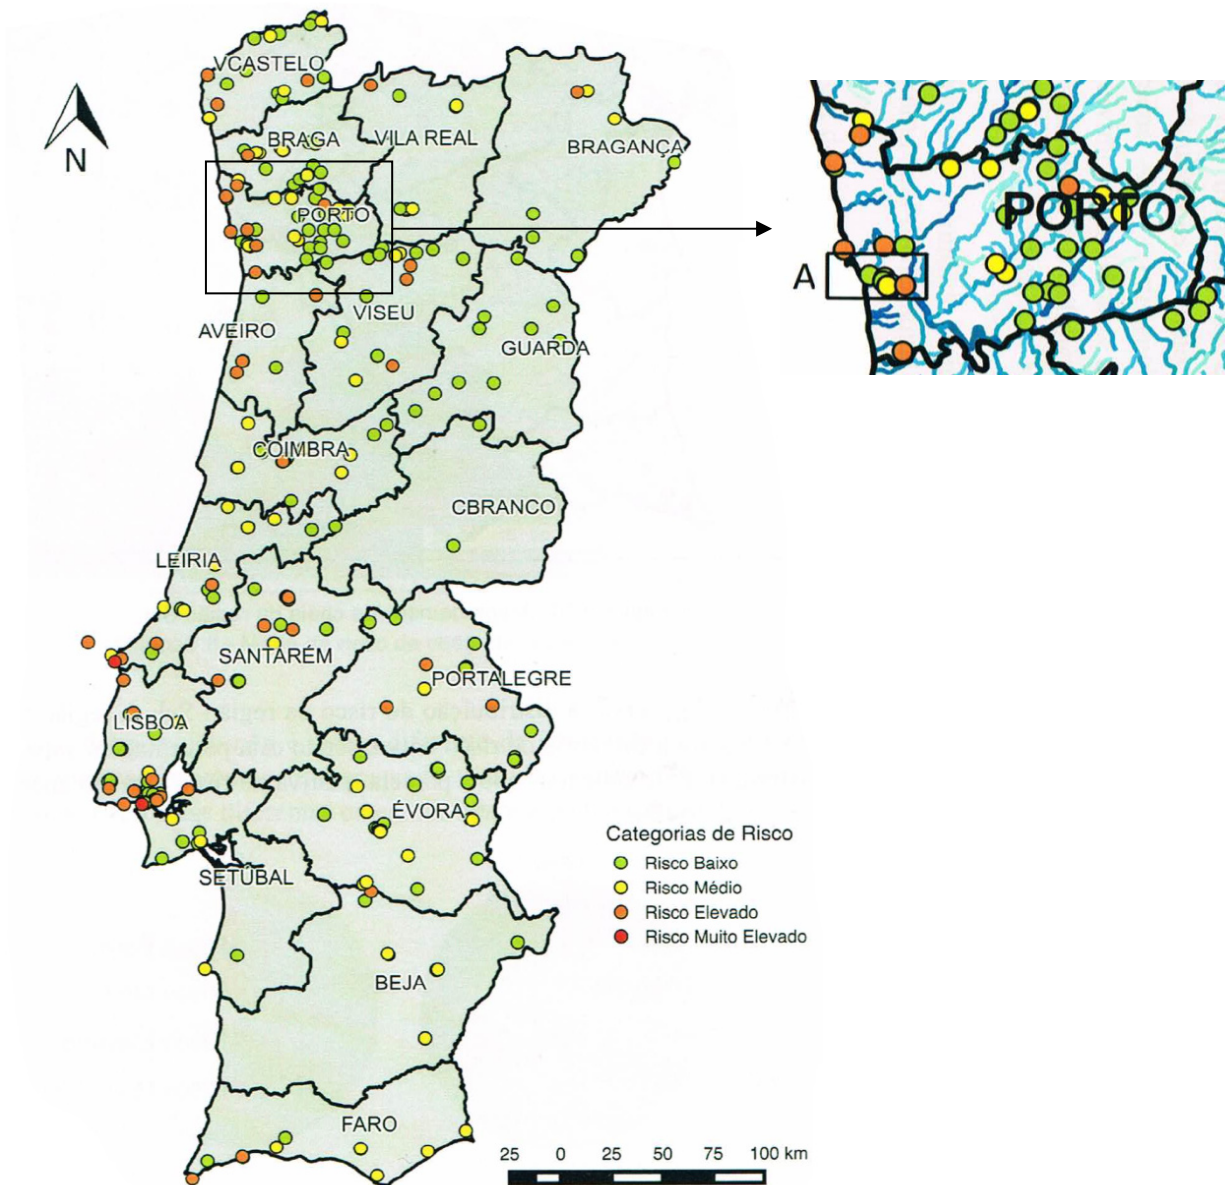 VCASTELO
N
BRAGA
VILA REAL
BRAGANÇA
PORTO
PORTO
A
AVEIRO
VISEU
GUARDA
COIMBRA
CBRANCO
LEIRIA
SANTARÉM
PORTALEGRE
LISBOA
ÉVORA
SETÚBAL
BEJA
FARO
Categorias de Risco
Risco Baixo
Risco Médio
Risco Elevado
Risco Muito Elevado
25 0 25 50 75 100 km